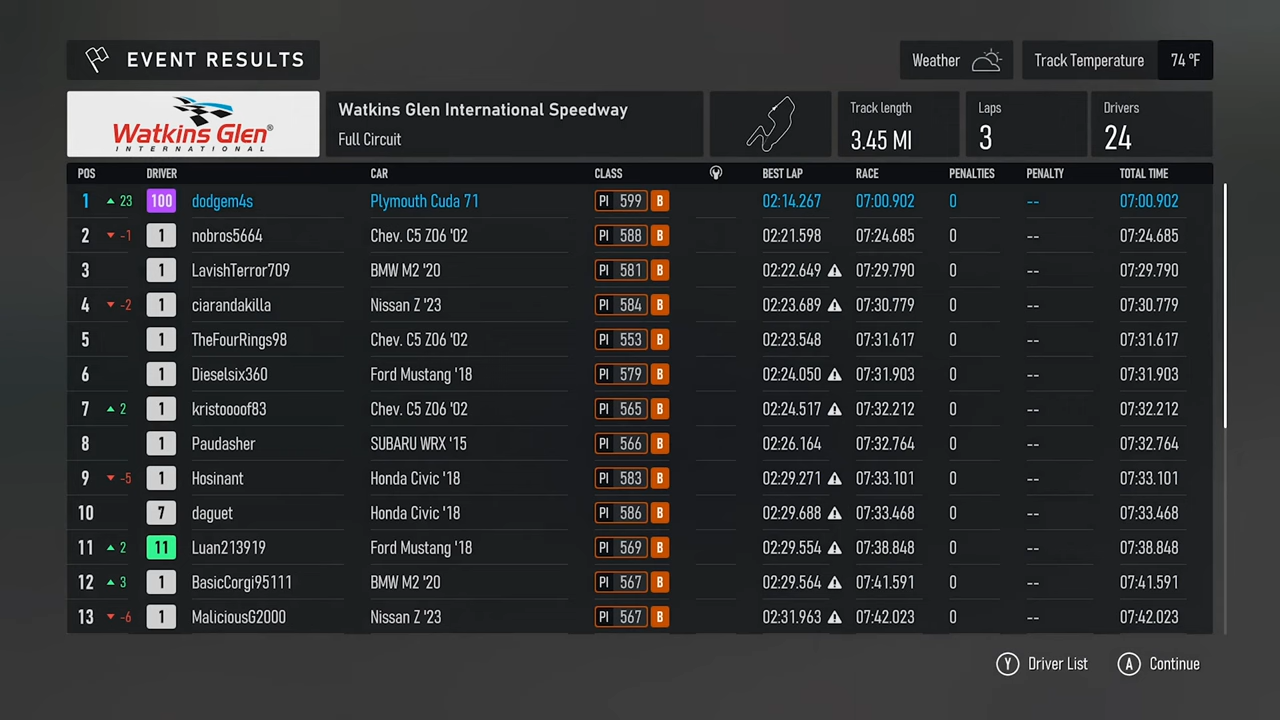 EVENT RESULTS
Weather Track Temperature 74 ºF
Watkins Glen®
INTERNATIONAL
Watkins Glen International Speedway
Full Circuit
Track length
3.45 MI
Laps
3
Drivers
24
POS DRIVER CAR CLASS BEST LAP RACE PENALTIES PENALTY TOTAL TIME
1 ▲ 23 100 dodgem4s Plymouth Cuda 71 PI 599 B 02:14.267 07:00.902 0 -- 07:00.902
2 ▼ -1 1 nobros5664 Chev. C5 Z06 '02 PI 588 B 02:21.598 07:24.685 0 -- 07:24.685
3 1 LavishTerror709 BMW M2 '20 PI 581 B 02:22.649 07:29.790 0 -- 07:29.790
4 ▼ -2 1 ciarandakilla Nissan Z '23 PI 584 B 02:23.689 07:30.779 0 -- 07:30.779
5 1 TheFourRings98 Chev. C5 Z06 '02 PI 553 B 02:23.548 07:31.617 0 -- 07:31.617
6 1 Dieselsix360 Ford Mustang '18 PI 579 B 02:24.050 07:31.903 0 -- 07:31.903
7 ▲ 2 1 kristoooof83 Chev. C5 Z06 '02 PI 565 B 02:24.517 07:32.212 0 -- 07:32.212
8 1 Paudasher SUBARU WRX '15 PI 566 B 02:26.164 07:32.764 0 -- 07:32.764
9 ▼ -5 1 Hosinant Honda Civic '18 PI 583 B 02:29.271 07:33.101 0 -- 07:33.101
10 7 daguet Honda Civic '18 PI 586 B 02:29.688 07:33.468 0 -- 07:33.468
11 ▲ 2 11 Luan213919 Ford Mustang '18 PI 569 B 02:29.554 07:38.848 0 -- 07:38.848
12 ▲ 3 1 BasicCorgi95111 BMW M2 '20 PI 567 B 02:29.564 07:41.591 0 -- 07:41.591
13 ▼ -6 1 MaliciousG2000 Nissan Z '23 PI 567 B 02:31.963 07:42.023 0 -- 07:42.023
Y Driver List A Continue